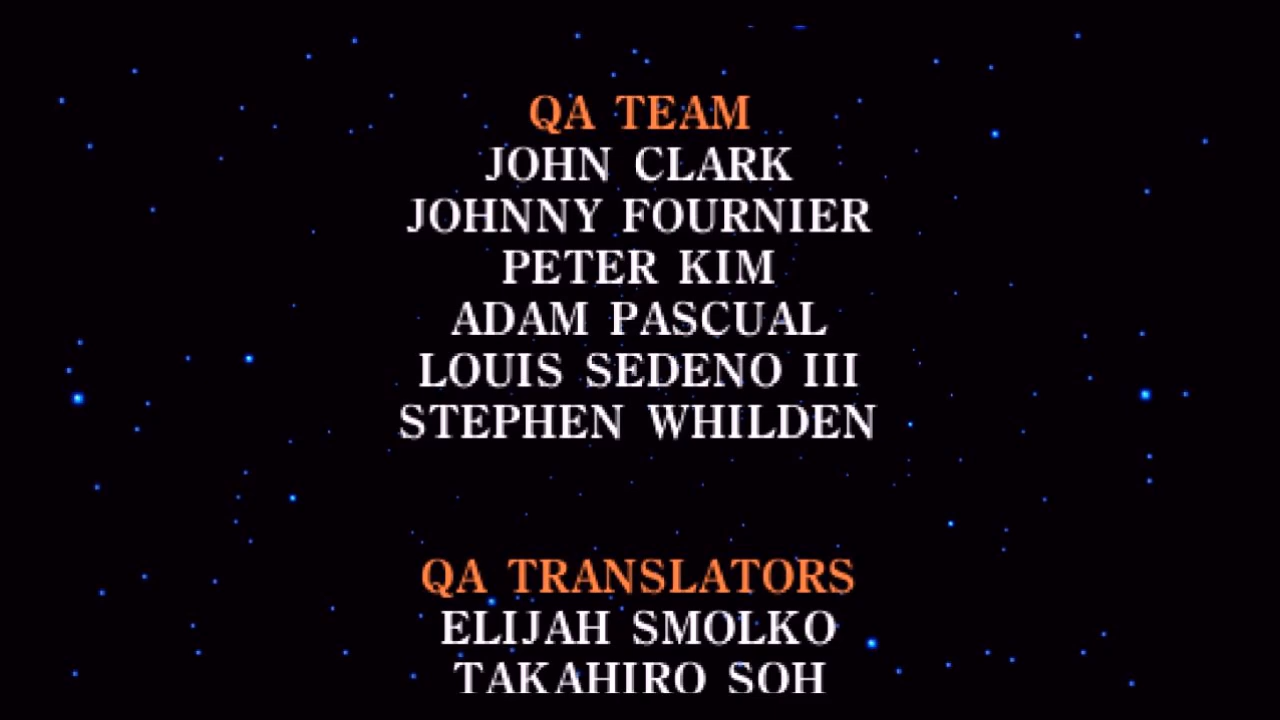 QA TEAM
JOHN CLARK
JOHNNY FOURNIER
PETER KIM
ADAM PASCUAL
LOUIS SEDENO III
STEPHEN WHILDEN
QA TRANSLATORS
ELIJAH SMOLKO
TAKAHIRO SOH